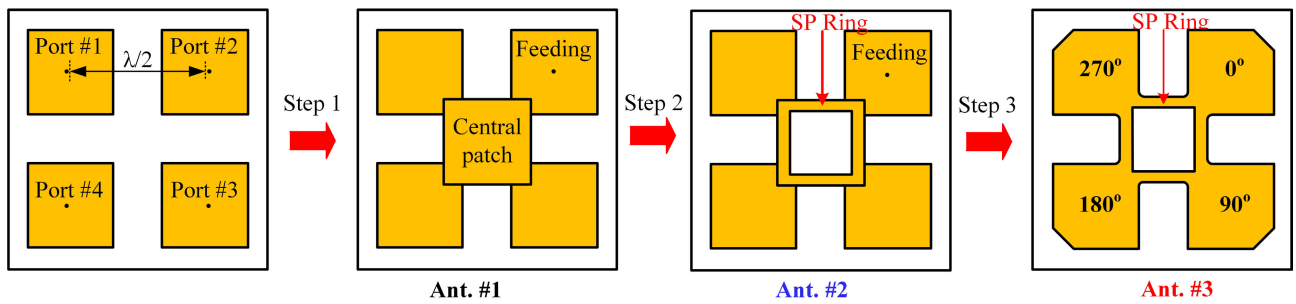 Port #1
Port #2
λ/2
Port #4
Port #3
Step 1
Feeding
Central
patch
Ant. #1
Step 2
SP Ring
Feeding
Ant. #2
Step 3
SP Ring
270°
0°
180°
90°
Ant. #3